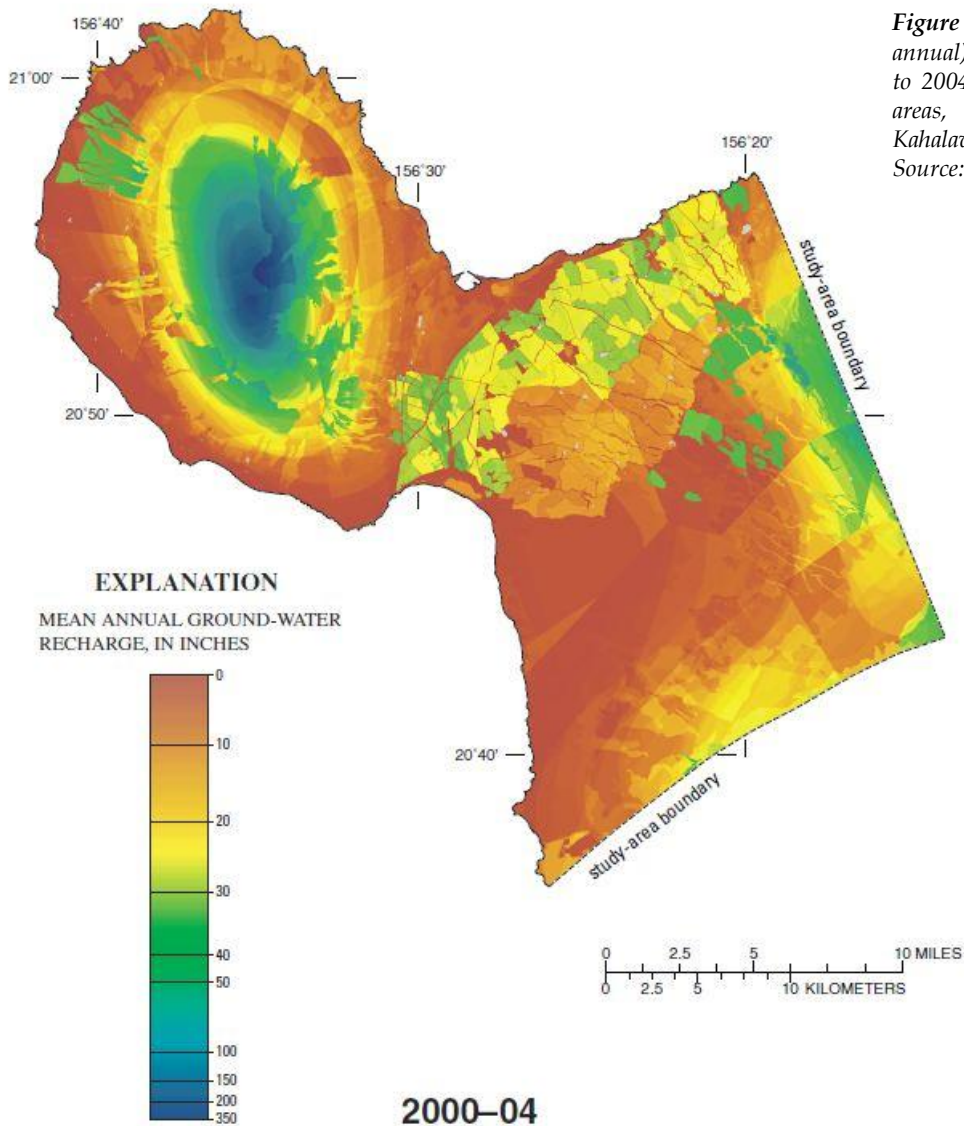 Figure
annual)
to 2004
areas,
Source:
156°40'
21°00'
156°30'
156°20'
study-area boundary
20°50'
20°40'
study-area boundary
EXPLANATION
MEAN ANNUAL GROUND-WATER
RECHARGE, IN INCHES
0
10
20
30
40
50
100
150
200
350
0 2.5 5 10 MILES
0 2.5 5 10 KILOMETERS
2000–04